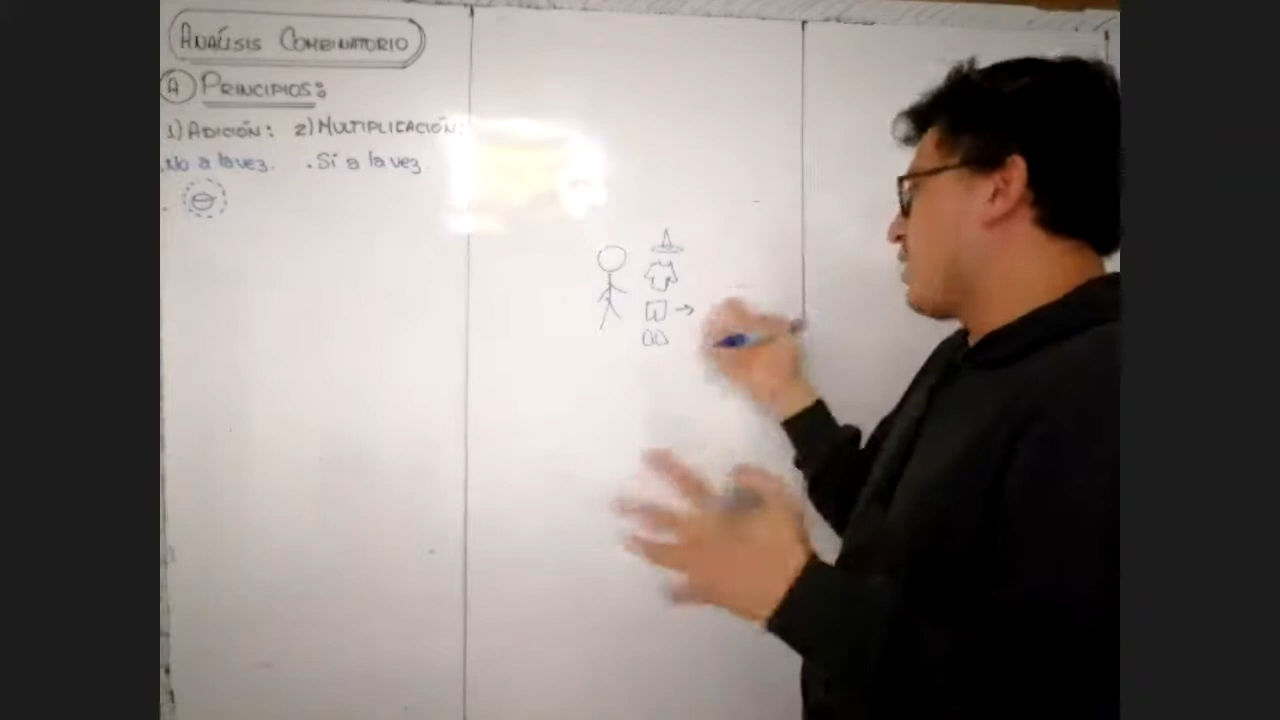 ANÁLISIS COMBINATORIO
A PRINCIPIOS:
1) ADICIÓN: 2) MULTIPLICACIÓN:
.No a la vez. .Sí a la vez